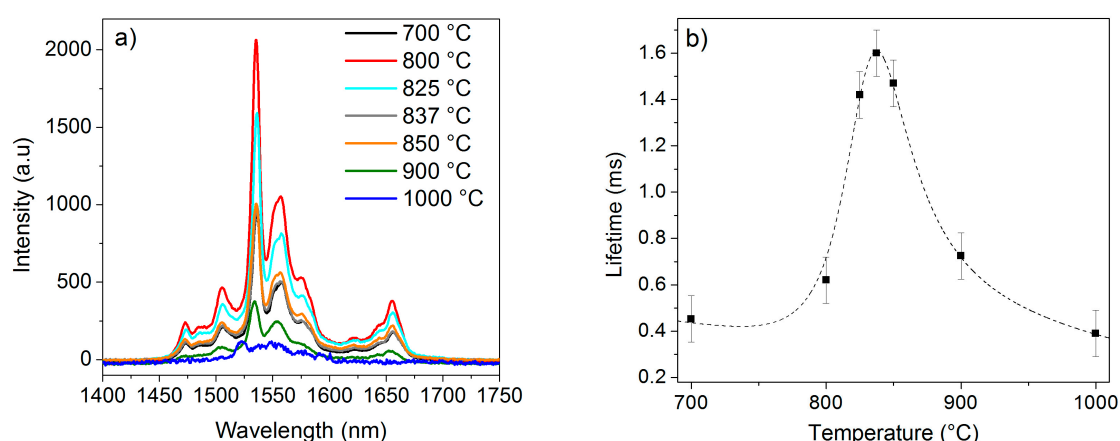 a)
700 °C
800 °C
825 °C
837 °C
850 °C
900 °C
1000 °C
2000
1500
1000
500
0
Intensity (a.u)
1400 1450 1500 1550 1600 1650 1700 1750
Wavelength (nm)
b)
1.6
1.4
1.2
1.0
0.8
0.6
0.4
0.2
Lifetime (ms)
700 800 900 1000
Temperature (°C)